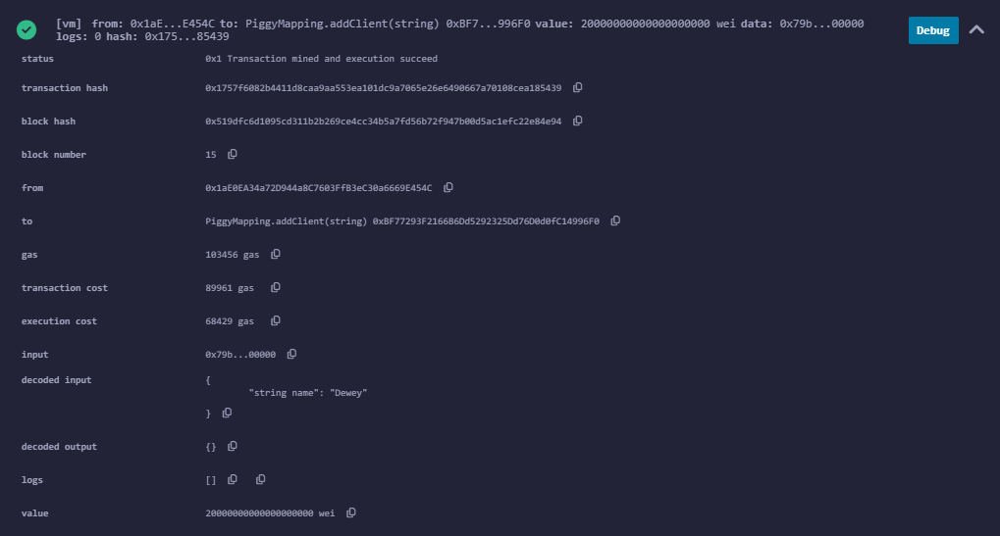 [vm] from: 0x1aE...E454C to: PiggyMapping.addClient(string) 0xBF7...996F0 value: 20000000000000000000 wei data: 0x79b...00000
logs: 0 hash: 0x175...85439
Debug
status 0x1 Transaction mined and execution succeed
transaction hash 0x1757f6082b4411d8caa9aa553ea101dc9a7065e26e6490667a70108cea185439
block hash 0x519dfc6d1095cd311b2b269ce4cc34b5a7fd56b72f947b00d5ac1efc22e84e94
block number 15
from 0x1aE0EA34a72D944a8C7603FfB3eC30a6669E454C
to PiggyMapping.addClient(string) 0xBF77293F2166B6Dd5292325Dd76D0d0fC14996F0
gas 103456 gas
transaction cost 89961 gas
execution cost 68429 gas
input 0x79b...00000
decoded input {
"string name": "Dewey"
}
decoded output {}
logs []
value 20000000000000000000 wei